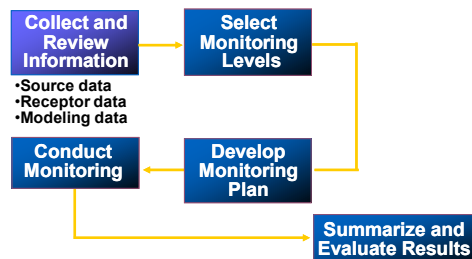 Collect and
Review
Information
•Source data
•Receptor data
•Modeling data
Select
Monitoring
Levels
Develop
Monitoring
Plan
Conduct
Monitoring
Summarize and
Evaluate Results